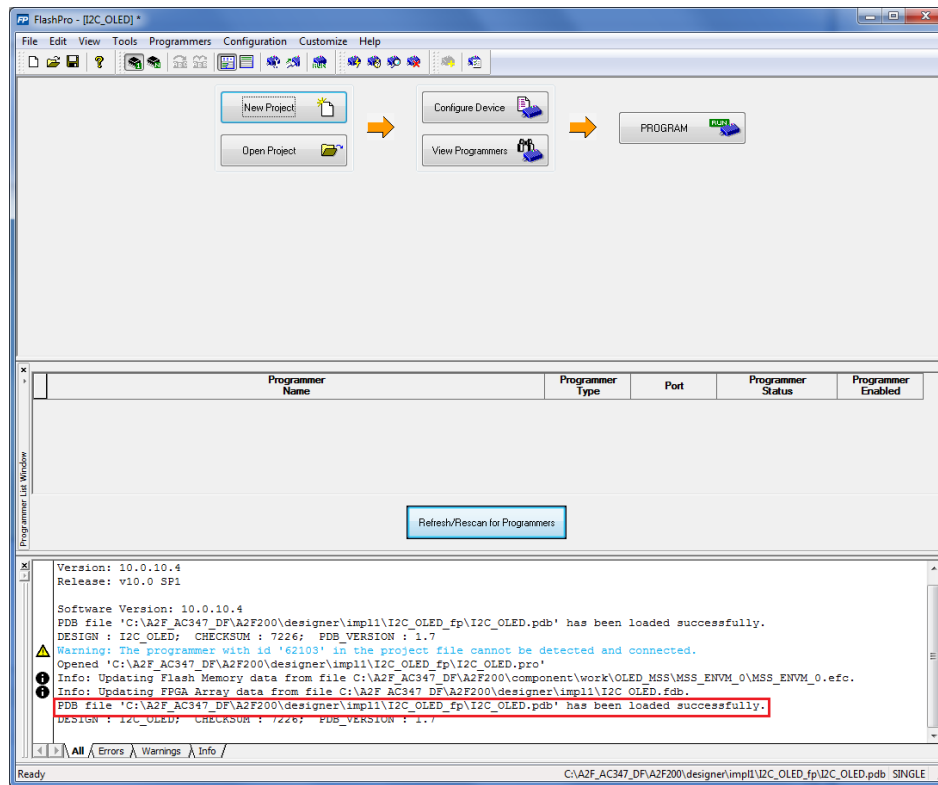 FlashPro - [I2C_OLED] *
File Edit View Tools Programmers Configuration Customize Help
New Project
Configure Device
PROGRAM
RUN
Open Project
View Programmers
Programmer Name
Programmer Type
Port
Programmer Status
Programmer Enabled
Programmer List Window
Refresh/Rescan for Programmers
Version: 10.0.10.4
Release: v10.0 SP1
Software Version: 10.0.10.4
PDB file 'C:\A2F_AC347_DF\A2F200\designer\impl1\I2C_OLED_fp\I2C_OLED.pdb' has been loaded successfully.
DESIGN : I2C_OLED; CHECKSUM : 7226; PDB_VERSION : 1.7
Warning: The programmer with id '62103' in the project file cannot be detected and connected.
Opened 'C:\A2F_AC347_DF\A2F200\designer\impl1\I2C_OLED_fp\I2C_OLED.pro'
Info: Updating Flash Memory data from file C:\A2F_AC347_DF\A2F200\component\work\OLED_MSS\MSS_ENVM_0\MSS_ENVM_0.efc.
Info: Updating FPGA Array data from file C:\A2F_AC347_DF\A2F200\designer\impl1\I2C_OLED.fdb.
PDB file 'C:\A2F_AC347_DF\A2F200\designer\impl1\I2C_OLED_fp\I2C_OLED.pdb' has been loaded successfully.
DESIGN : I2C_OLED; CHECKSUM : 7226; PDB_VERSION : 1.7
All Errors Warnings Info
Ready
C:\A2F_AC347_DF\A2F200\designer\impl1\I2C_OLED_fp\I2C_OLED.pdb SINGLE